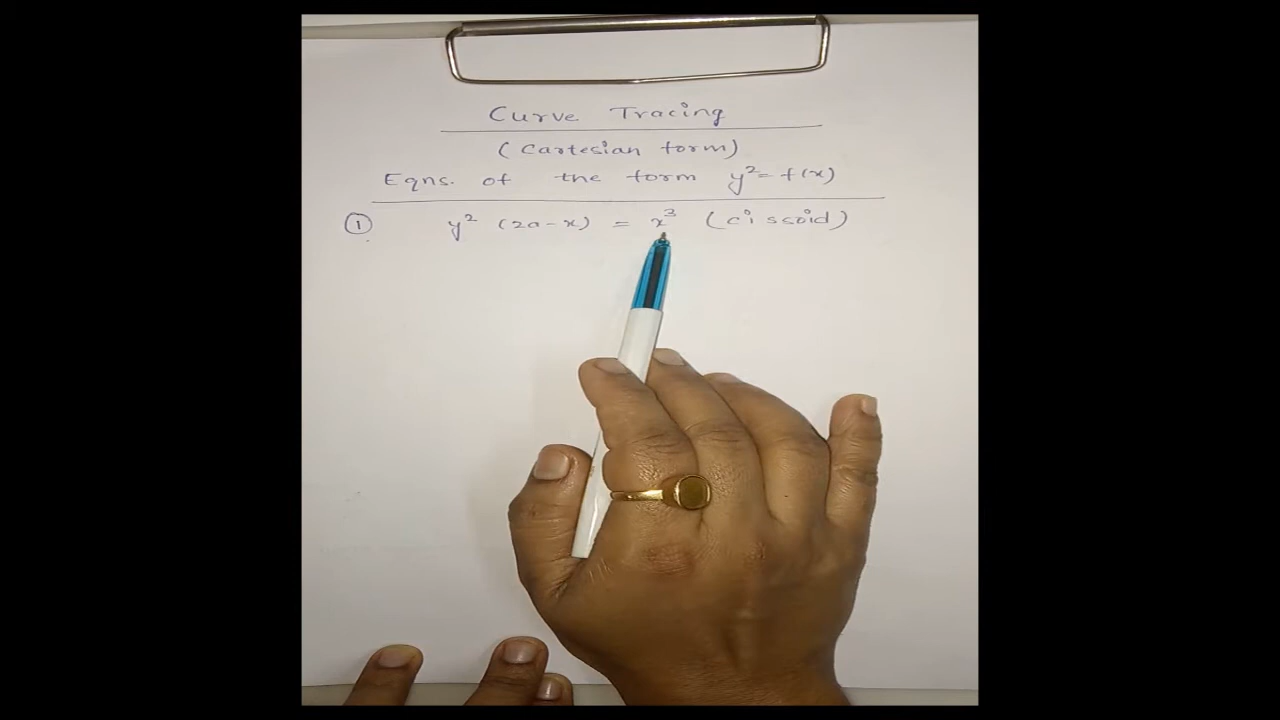 Curve Tracing
(Cartesian form)
Eqns. of the form y² = f(x)
① y² (2a-x) = x³ (cissoid)